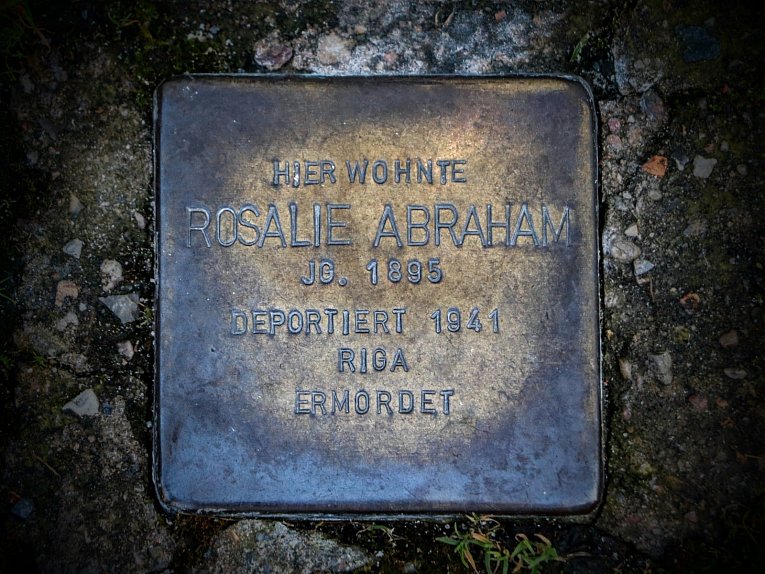 HIER WOHNTE
ROSALIE ABRAHAM
JG. 1895
DEPORTIERT 1941
RIGA
ERMORDET